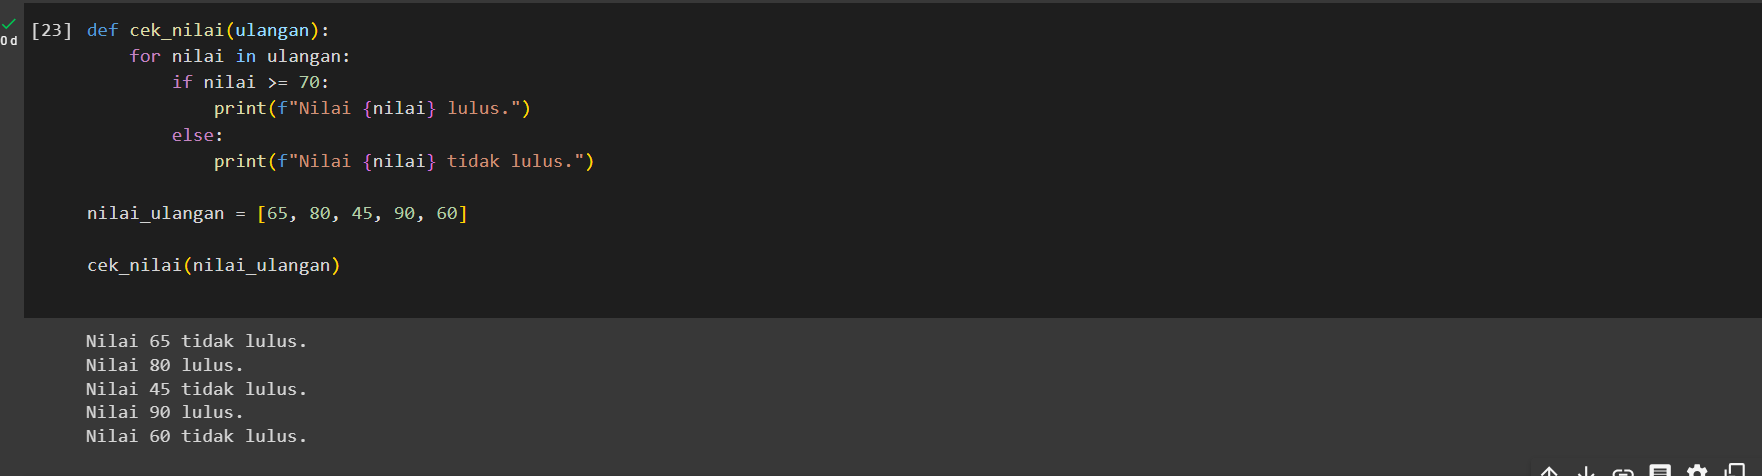 [23] def cek_nilai(ulangan):
0 d
for nilai in ulangan:
if nilai >= 70:
print(f"Nilai {nilai} lulus.")
else:
print(f"Nilai {nilai} tidak lulus.")
nilai_ulangan = [65, 80, 45, 90, 60]
cek_nilai(nilai_ulangan)
Nilai 65 tidak lulus.
Nilai 80 lulus.
Nilai 45 tidak lulus.
Nilai 90 lulus.
Nilai 60 tidak lulus.